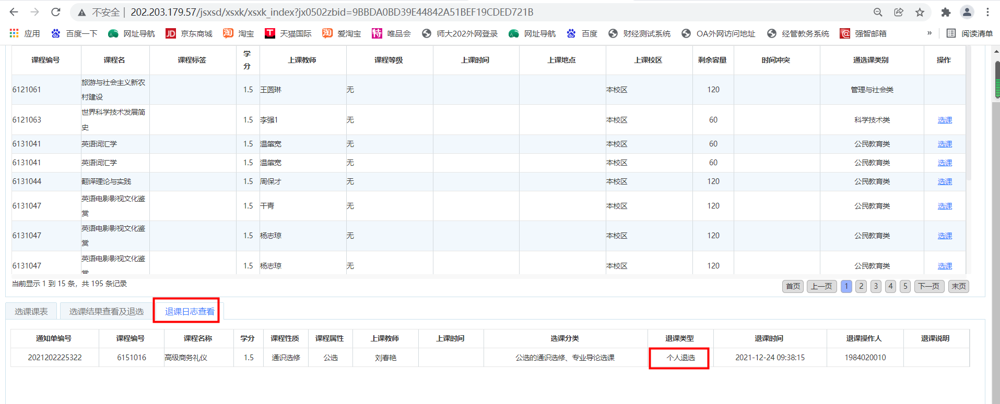 不安全 | 202.203.179.57/jsxsd/xsxk/xsxk_index?jx0502zbid=9BBDA0BD39E44842A51BEF19CDED721B
应用 百度一下 网址导航 JD 京东商城 淘 淘宝 T 天猫国际 淘 爱淘宝 特 唯品会 师大202外网登录 网址导航 百度 财经测试系统 OA外网访问地址 经管教务系统 @ 强智邮箱 » 阅读清单
课程编号 课程名 课程标签 学分 上课教师 课程等级 上课时间 上课地点 上课校区 剩余容量 时间冲突 通选课类别 操作
6121061 旅游与社会主义新农村建设 1.5 王圆琳 无 本校区 120 管理与社会类
6121063 世界科学技术发展简史 1.5 李强1 无 本校区 60 科学技术类 选课
6131041 英语词汇学 1.5 温肇宽 无 本校区 60 公民教育类 选课
6131041 英语词汇学 1.5 温肇宽 无 本校区 60 公民教育类 选课
6131044 翻译理论与实践 1.5 周保才 无 本校区 120 公民教育类 选课
6131047 英语电影影视文化鉴赏 1.5 干青 无 本校区 120 公民教育类 选课
6131047 英语电影影视文化鉴赏 1.5 杨志琼 无 本校区 120 公民教育类 选课
6131047 英语电影影视文化鉴赏 1.5 杨志琼 无 本校区 120 公民教育类 选课
当前显示 1 到 15 条，共 195 条记录 首页 上一页 1 2 3 4 5 下一页 末页
选课课表 选课结果查看及退选 退课日志查看
通知单编号 课程编号 课程名称 学分 课程性质 课程属性 上课教师 上课时间 选课分类 退课类型 退课时间 退课操作人 退课说明
2021202225322 6151016 高级商务礼仪 1.5 通识选修 公选 刘春艳 公选的通识选修、专业导论选课 个人退选 2021-12-24 09:38:15 1984020010